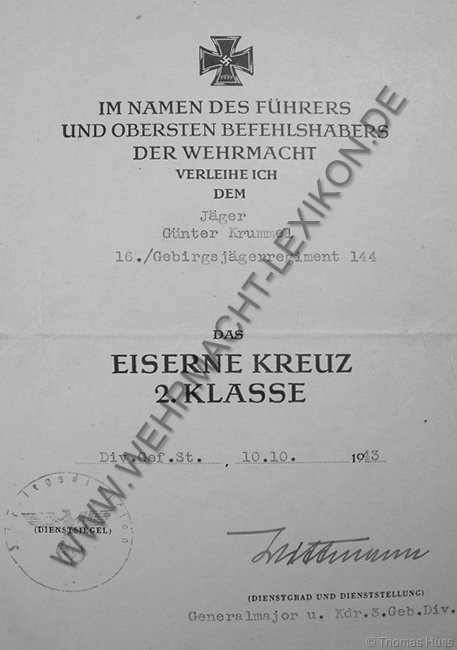 1939
IM NAMEN DES FÜHRERS
UND OBERSTEN BEFEHLSHABERS
DER WEHRMACHT
VERLEIHE ICH
DEM
Jäger
Günter Krummel
16./Gebirgsjägerregiment 144
DAS
EISERNE KREUZ
2. KLASSE
Div.Gef.St. , 10.10. 1943
(DIENSTSIEGEL)
Wittmann
(DIENSTGRAD UND DIENSTSTELLUNG)
Generalmajor u. Kdr.3.Geb.Div.
WWW.WEHRMACHT-LEXIKON.DE
© Thomas Huss